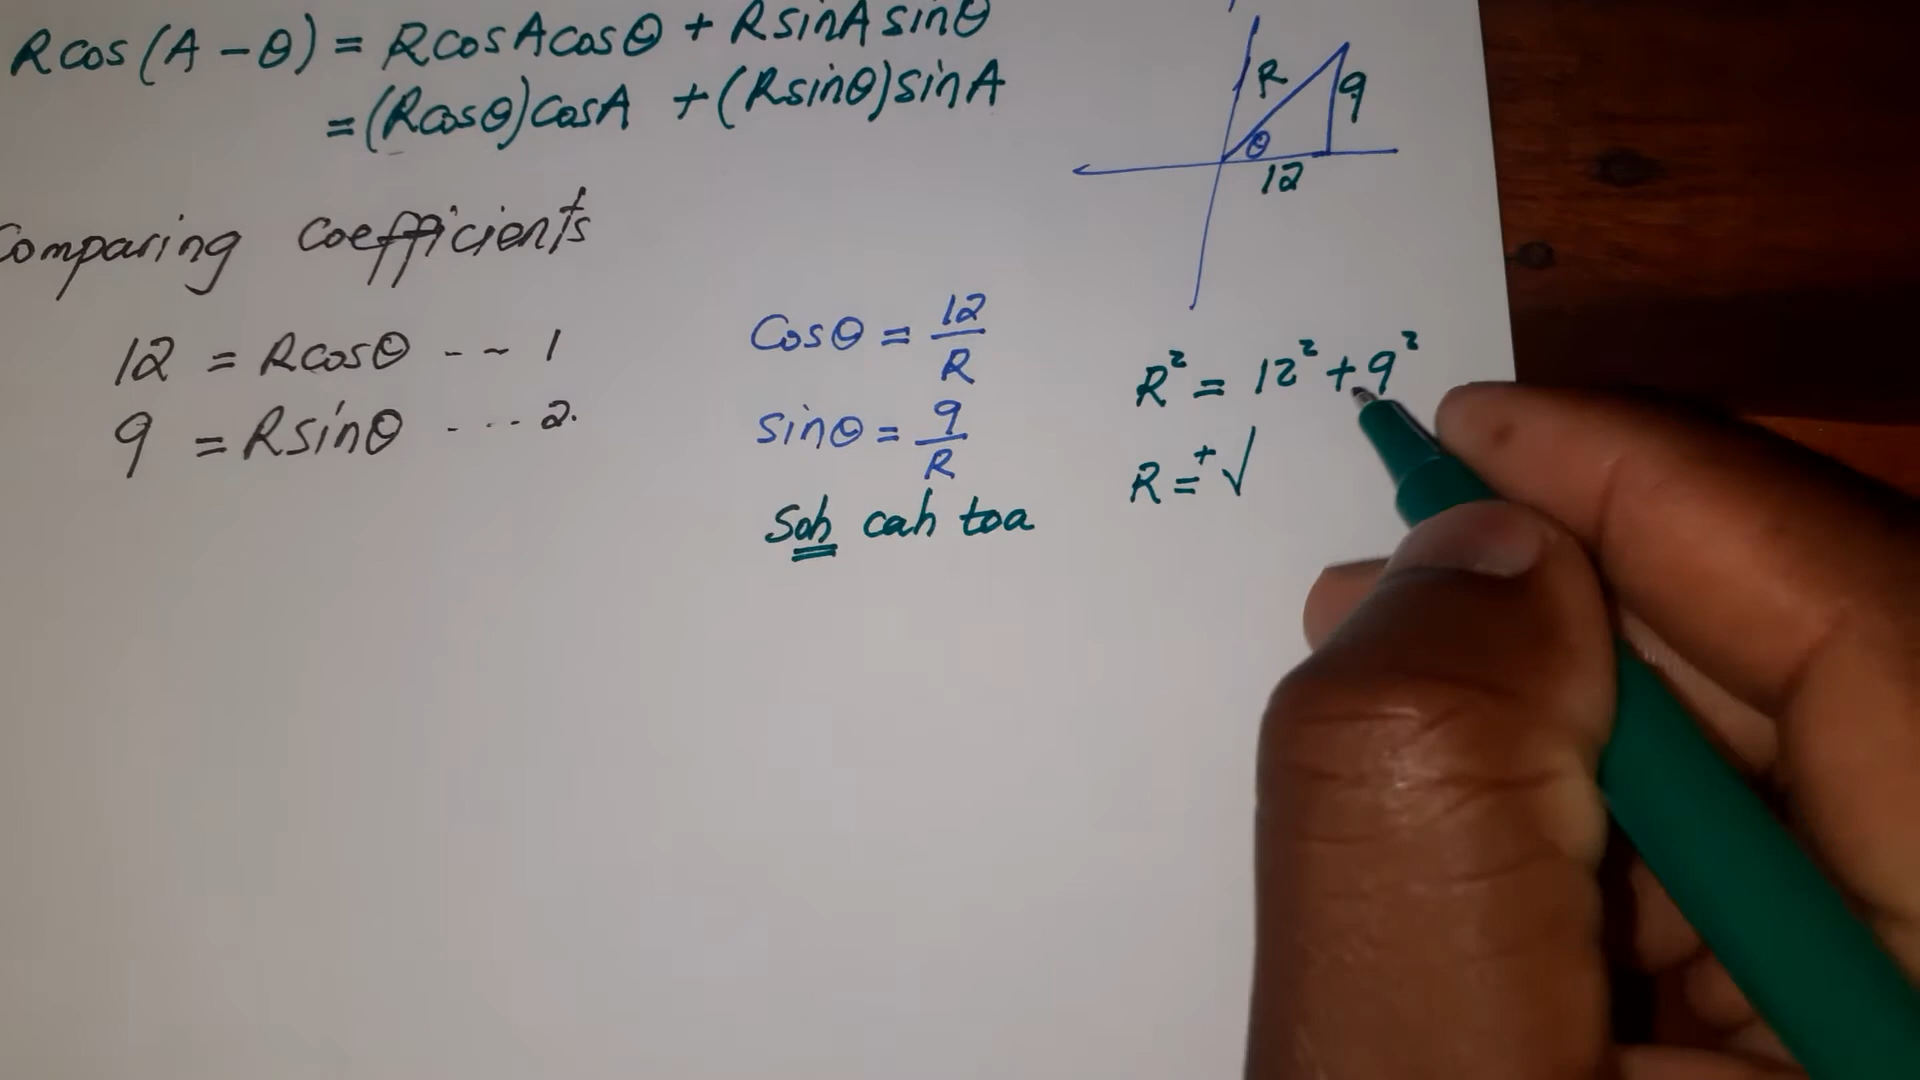 Rcos(A - θ) = RcosAcosθ + RsinAsinθ
= (Rcosθ)cosA + (Rsinθ)sinA
R
9
θ
12
Comparing coefficients
12 = Rcosθ - - ~ 1
9 = Rsinθ - - - 2.
Cosθ = 12/R
sinθ = 9/R
Soh cah toa
R² = 12² + 9²
R = +√